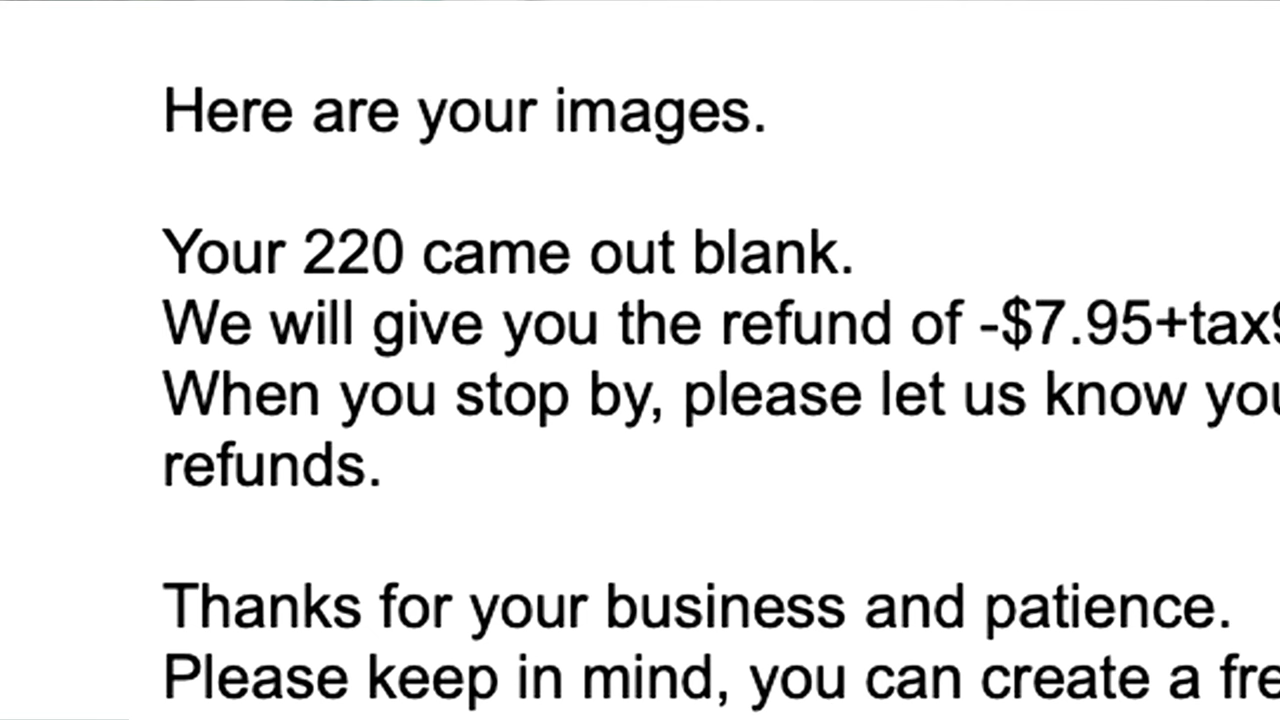 Here are your images.
Your 220 came out blank.
We will give you the refund of -$7.95+tax
When you stop by, please let us know you
refunds.
Thanks for your business and patience.
Please keep in mind, you can create a